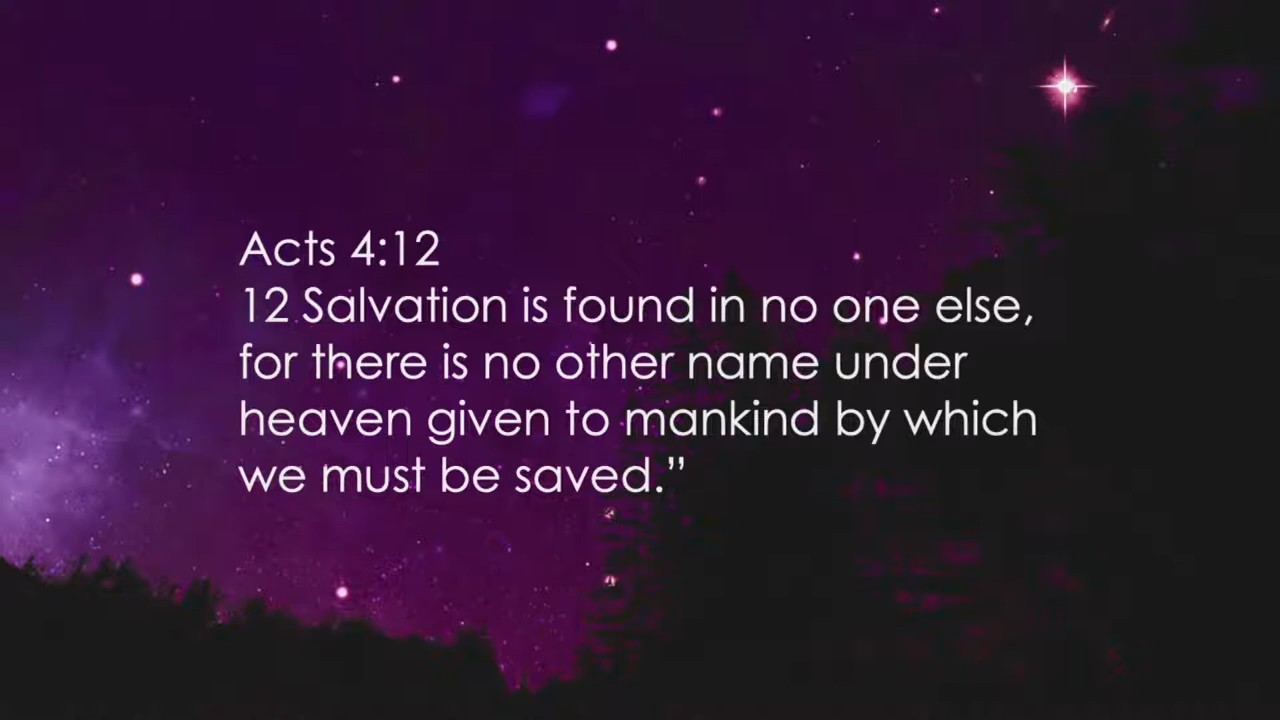 Acts 4:12
12 Salvation is found in no one else,
for there is no other name under
heaven given to mankind by which
we must be saved.”